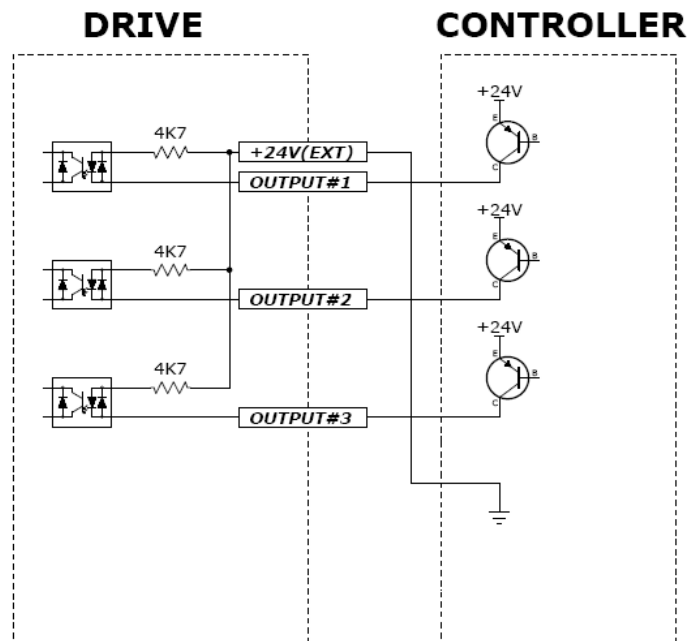 DRIVE CONTROLLER
+24V
E
B
C
4K7
+24V(EXT)
OUTPUT#1
+24V
E
B
C
4K7
OUTPUT#2
+24V
E
B
C
4K7
OUTPUT#3